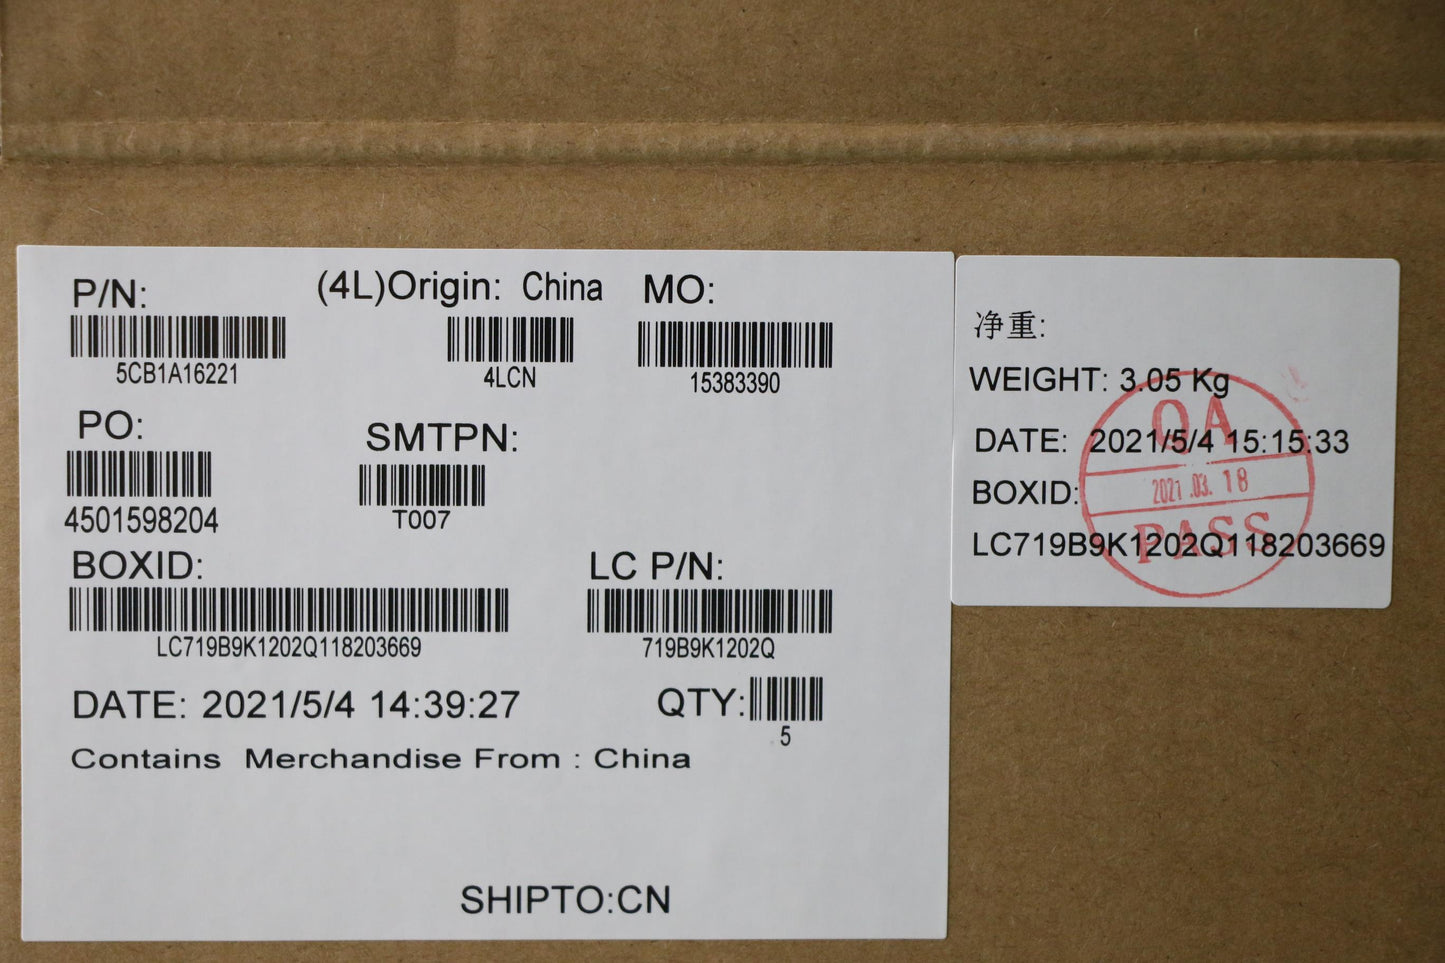 P/N:
(4L)Origin: China
MO:
5CB1A16221
4LCN
15383390
PO:
SMTPN:
4501598204
T007
BOXID:
LC P/N:
LC719B9K1202Q118203669
719B9K1202Q
DATE: 2021/5/4 14:39:27
QTY:
5
Contains Merchandise From : China
SHIPTO:CN
净重:
WEIGHT: 3.05 Kg
DATE: 2021/5/4 15:15:33
BOXID:
LC719B9K1202Q118203669
QA
2021.03.18
PASS